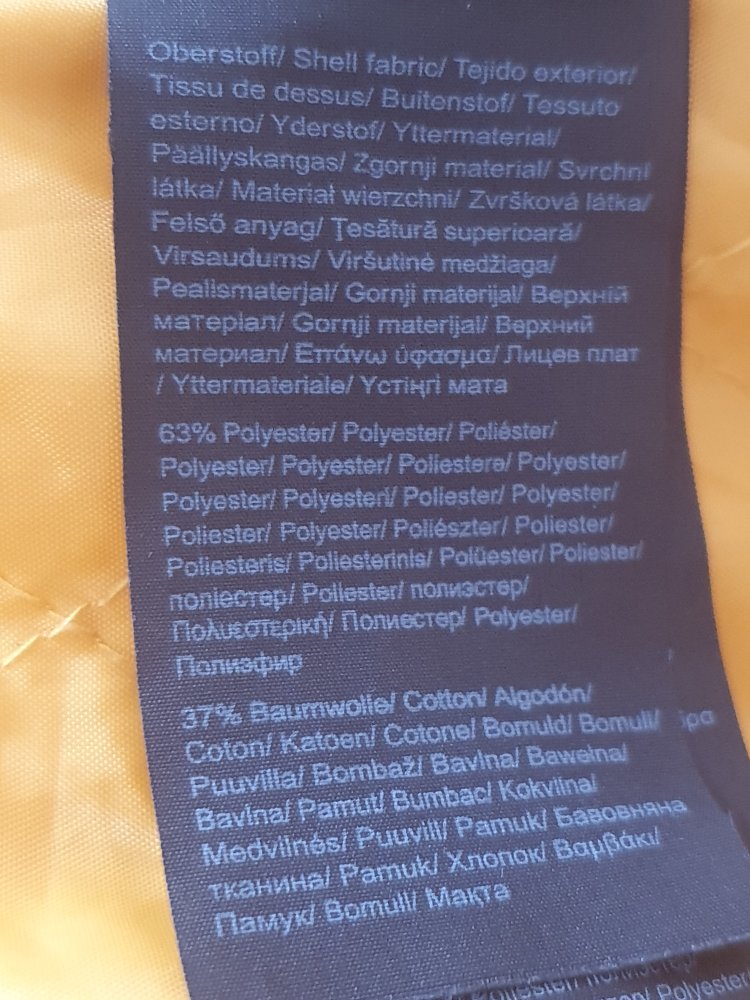 Oberstoff/ Shell fabric/ Tejido exterior/
Tissu de dessus/ Buitenstof/ Tessuto
esterno/ Yderstof/ Yttermaterial/
Päällyskangas/ Zgornji material/ Svrchní
látka/ Materiał wierzchni/ Zvršková látka/
Felső anyag/ Ţesătură superioară/
Virsaudums/ Viršutinė medžiaga/
Pealismaterjal/ Gornji materijal/ Верхній
матеріал/ Gornji materijal/ Верхний
материал/ Επάνω ύφασμα/ Лицев плат
/ Yttermateriale/ Үстіңгі мата
63% Polyester/ Polyester/ Poliéster/
Polyester/ Polyester/ Poliestere/ Polyester/
Polyester/ Polyesteri/ Poliester/ Polyester/
Poliester/ Polyester/ Poliészter/ Poliester/
Poliesteris/ Poliesterinis/ Polüester/ Poliester/
поліестер/ Poliester/ полиэстер/
Πολυεστερική/ Полиестер/ Polyester/
Полиэфир
37% Baumwolle/ Cotton/ Algodón/
Coton/ Katoen/ Cotone/ Bomuld/ Bomull/
Puuvilla/ Bombaž/ Bavlna/ Bawełna/
Bavlna/ Pamut/ Bumbac/ Kokvilna/
Medvilnės/ Puuvill/ Pamuk/ Бавовняна
тканина/ Pamuk/ Хлопок/ Βαμβάκι/
Памук/ Bomull/ Мақта
Polyester